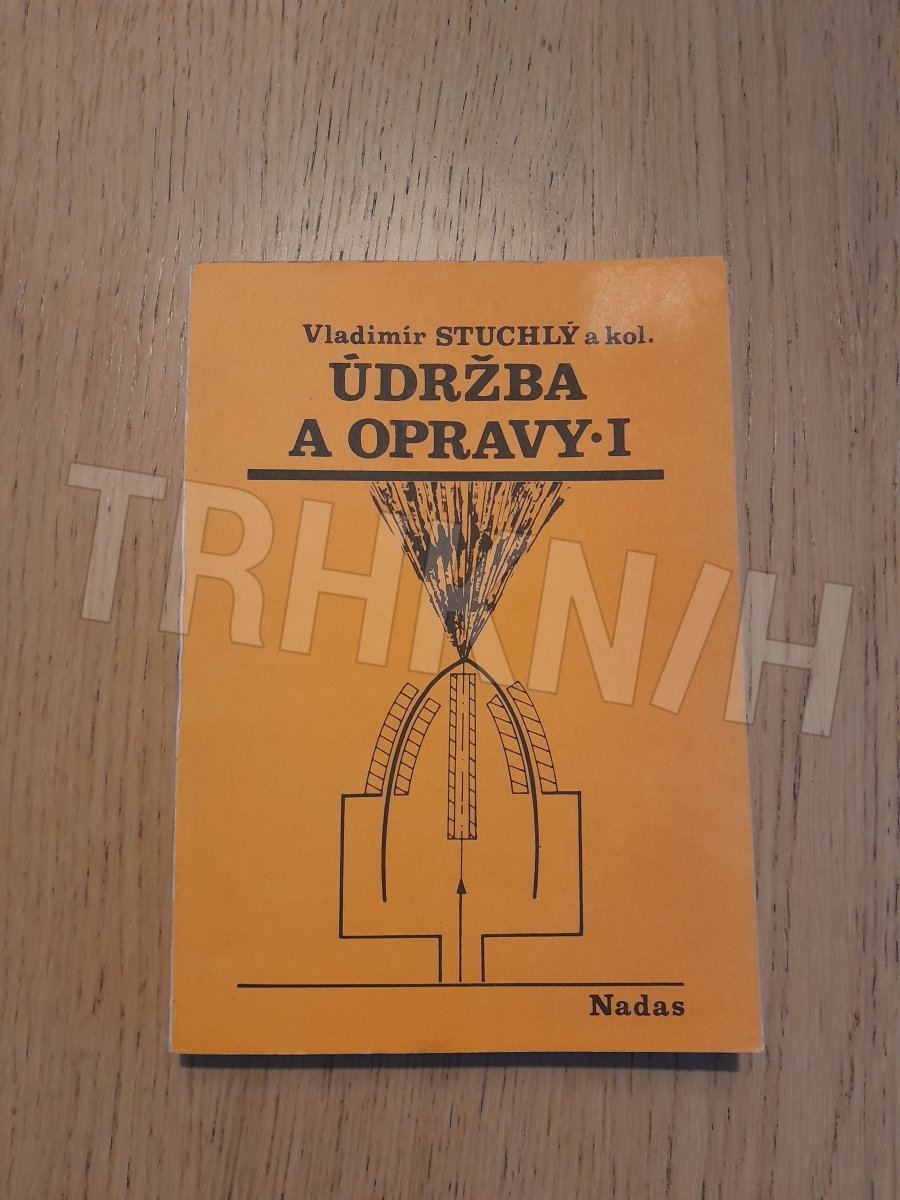 Vladimír STUCHLÝ a kol.
ÚDRŽBA
A OPRAVY·I
TRHKNIH
Nadas